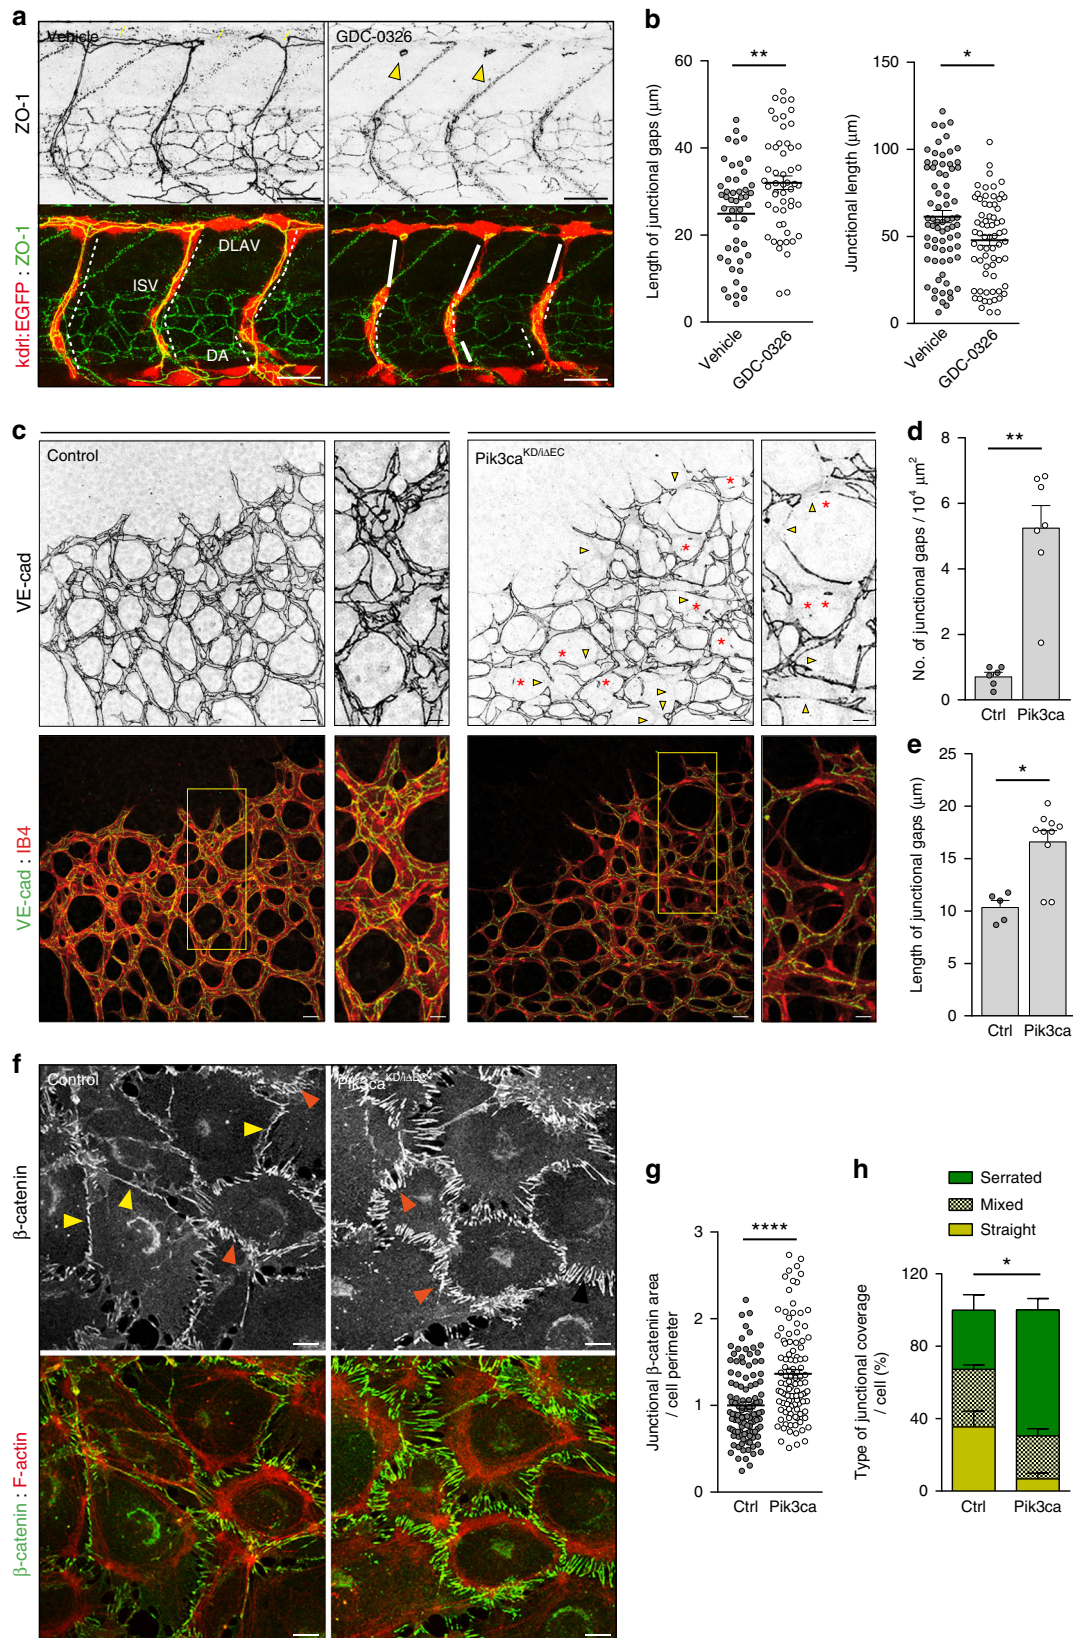 a
Vehicle
GDC-0326
ZO-1
kdrl:EGFP : ZO-1
DLAV
ISV
DA
b
Length of junctional gaps (µm)
60
40
20
0
**
Vehicle
GDC-0326
Junctional length (µm)
150
100
50
0
*
Vehicle
GDC-0326
c
Control
Pik3ca^KD/iΔEC
VE-cad
VE-cad : IB4
d
No. of junctional gaps / 10⁴ µm²
8
6
4
2
0
**
Ctrl Pik3ca
e
Length of junctional gaps (µm)
25
20
15
10
5
0
*
Ctrl Pik3ca
f
Control
Pik3ca^KD/iΔEC
β-catenin
β-catenin : F-actin
g
Junctional β-catenin area
/ cell perimeter
3
2
1
0
****
Ctrl Pik3ca
h
Serrated
Mixed
Straight
Type of junctional coverage
/ cell (%)
120
80
40
0
*
Ctrl Pik3ca